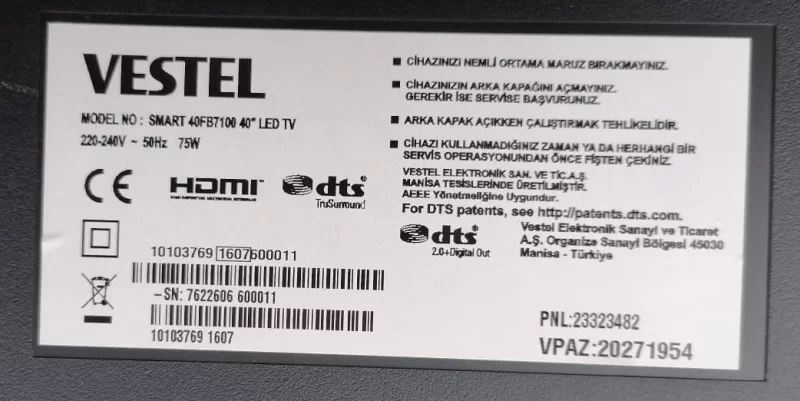 VESTEL
MODEL NO : SMART 40FB7100 40" LED TV
220-240V ~ 50Hz 75W
CE HDMI dts
TruSurround
10103769 1607600011
-SN: 7622606 600011
10103769 1607
■ CİHAZINIZI NEMLİ ORTAMA MARUZ BIRAKMAYINIZ.
■ CİHAZINIZIN ARKA KAPAĞINI AÇMAYINIZ.
GEREKİR İSE SERVİSE BAŞVURUNUZ.
■ ARKA KAPAK AÇIKKEN ÇALIŞTIRMAK TEHLİKELİDİR.
■ CİHAZI KULLANMADIĞINIZ ZAMAN YA DA HERHANGİ BİR
SERVİS OPERASYONUNDAN ÖNCE FİŞTEN ÇEKİNİZ.
VESTEL ELEKTRONİK SAN. VE TİC.A.Ş.
MANİSA TESİSLERİNDE ÜRETİLMİŞTİR.
AEEE Yönetmeliğine Uygundur.
For DTS patents, see http://patents.dts.com.
dts
2.0+Digital Out
Vestel Elektronik Sanayi ve Ticaret
A.Ş. Organize Sanayi Bölgesi 45030
Manisa - Türkiye
PNL:23323482
VPAZ:20271954